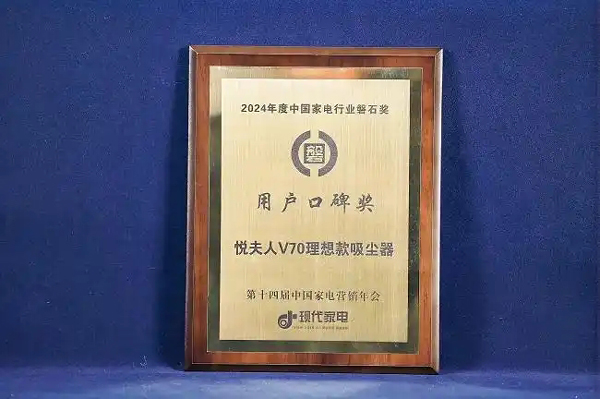 2024年度中国家电行业磐石奖
磐
用户口碑奖
悦夫人V70理想款吸尘器
第十四届中国家电营销年会
现代家电